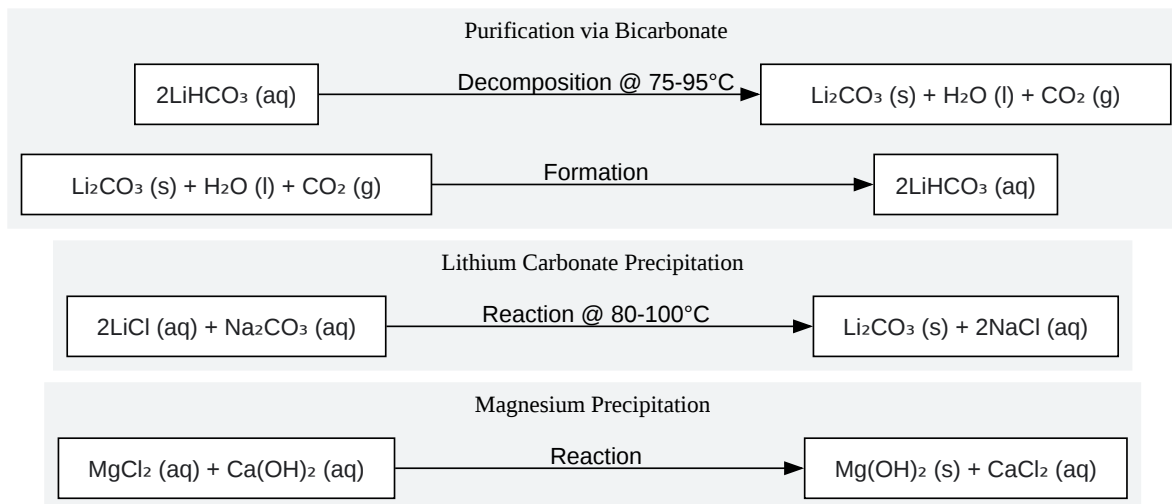 Purification via Bicarbonate
2LiHCO₃ (aq)
Decomposition @ 75-95°C
Li₂CO₃ (s) + H₂O (l) + CO₂ (g)
Li₂CO₃ (s) + H₂O (l) + CO₂ (g)
Formation
2LiHCO₃ (aq)
Lithium Carbonate Precipitation
2LiCl (aq) + Na₂CO₃ (aq)
Reaction @ 80-100°C
Li₂CO₃ (s) + 2NaCl (aq)
Magnesium Precipitation
MgCl₂ (aq) + Ca(OH)₂ (aq)
Reaction
Mg(OH)₂ (s) + CaCl₂ (aq)